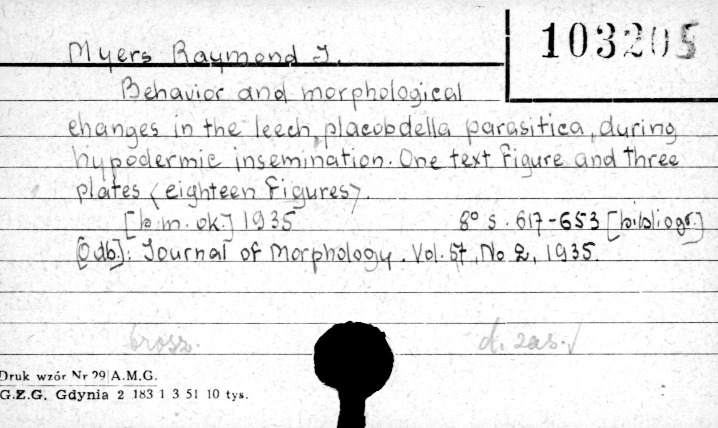 103205
Myers Raymond J.
Behavior and morphological
changes in the leech, placobdella parasitica, during
hypodermic insemination. One text figure and three
plates <eighteen figures>.
[b.m. ok.] 1935 8° s. 617-653 [bibliogr.]
[Odb.]: Journal of Morphology. Vol. 57, No 2, 1935.
brosz. d. zas. √
Druk wzór Nr 29 A.M.G.
G.Z.G. Gdynia 2 183 1 3 51 10 tys.